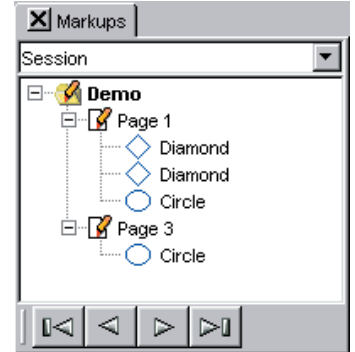 Markups
Session
Demo
Page 1
Diamond
Diamond
Circle
Page 3
Circle